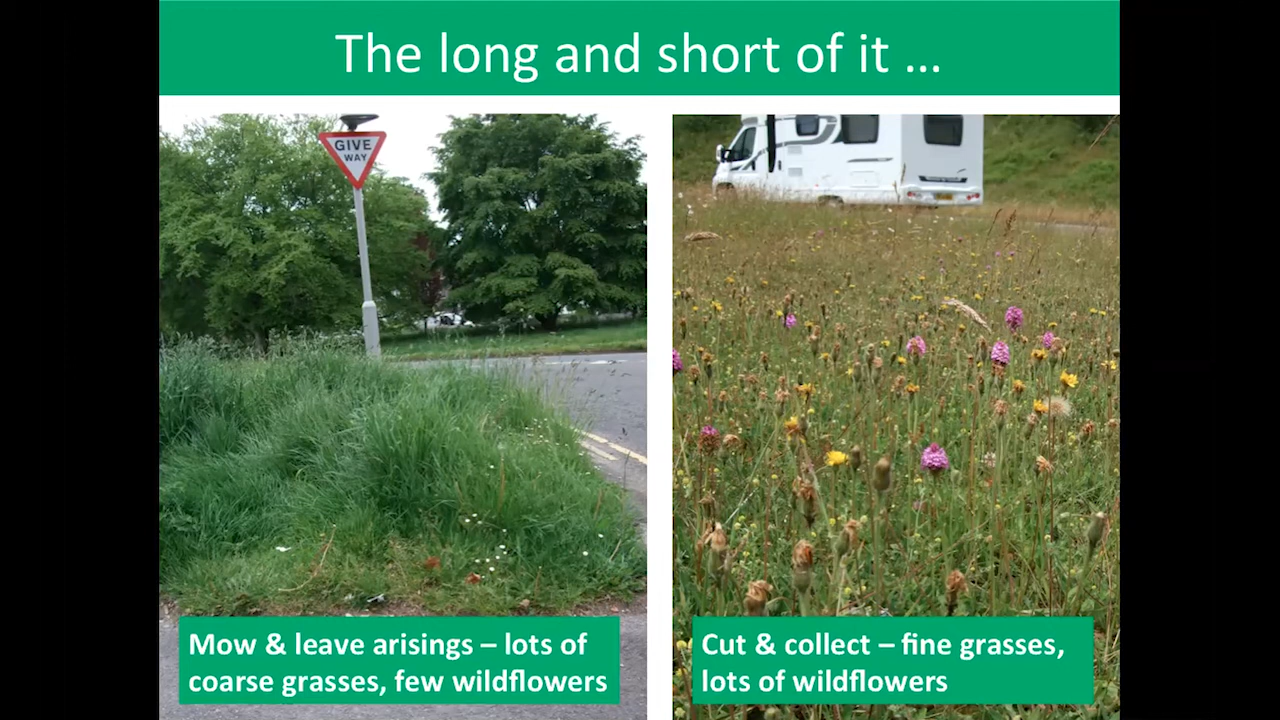 The long and short of it ...
GIVE
WAY
Mow & leave arisings – lots of
coarse grasses, few wildflowers
Cut & collect – fine grasses,
lots of wildflowers